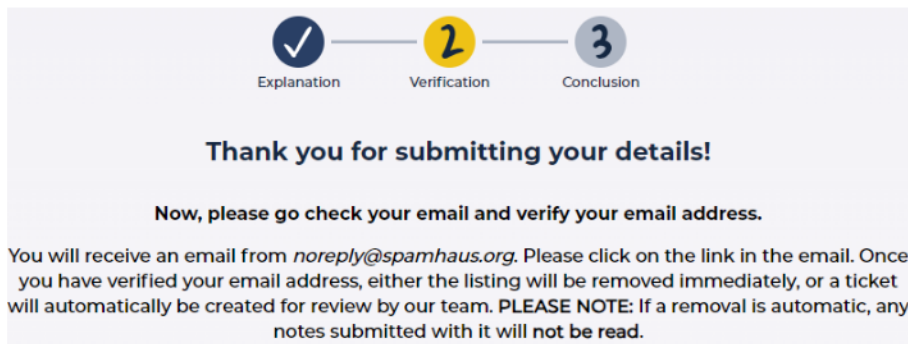 2 3
Explanation Verification Conclusion
Thank you for submitting your details!
Now, please go check your email and verify your email address.
You will receive an email from noreply@spamhaus.org. Please click on the link in the email. Once
you have verified your email address, either the listing will be removed immediately, or a ticket
will automatically be created for review by our team. PLEASE NOTE: If a removal is automatic, any
notes submitted with it will not be read.